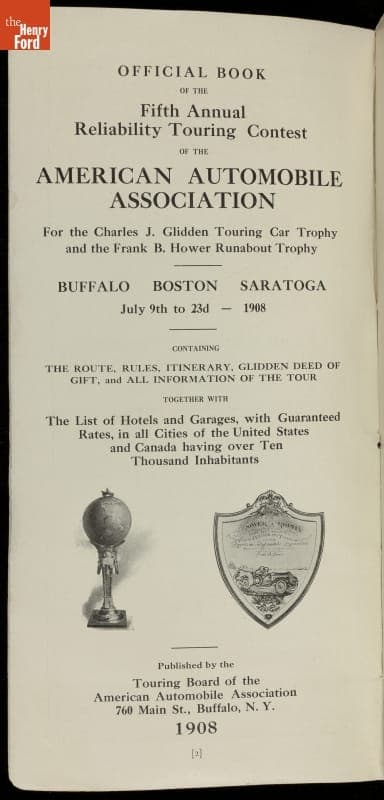 the
Henry
Ford
OFFICIAL BOOK
OF THE
Fifth Annual
Reliability Touring Contest
OF THE
AMERICAN AUTOMOBILE
ASSOCIATION
For the Charles J. Glidden Touring Car Trophy
and the Frank B. Hower Runabout Trophy
BUFFALO BOSTON SARATOGA
July 9th to 23d — 1908
CONTAINING
THE ROUTE, RULES, ITINERARY, GLIDDEN DEED OF
GIFT, and ALL INFORMATION OF THE TOUR
TOGETHER WITH
The List of Hotels and Garages, with Guaranteed
Rates, in all Cities of the United States
and Canada having over Ten
Thousand Inhabitants
HOWER TROPHY
Published by the
Touring Board of the
American Automobile Association
760 Main St., Buffalo, N. Y.
1908
[2]